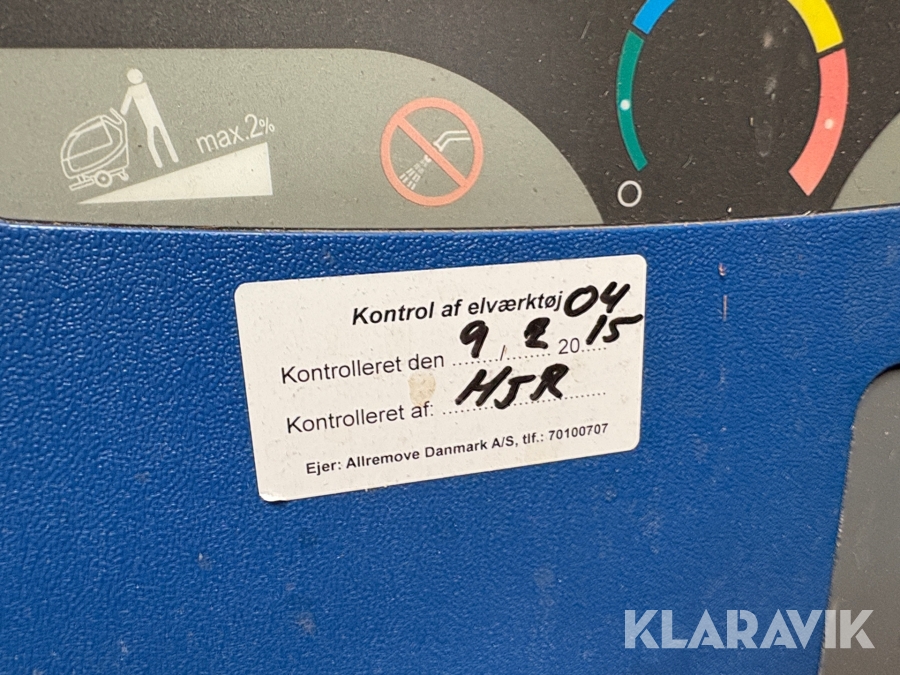 max.2%
Kontrol af elværktøj 04
Kontrolleret den 9 / 2 20 15
Kontrolleret af: HJR
Ejer: Allremove Danmark A/S, tlf.: 70100707
KLARAVIK